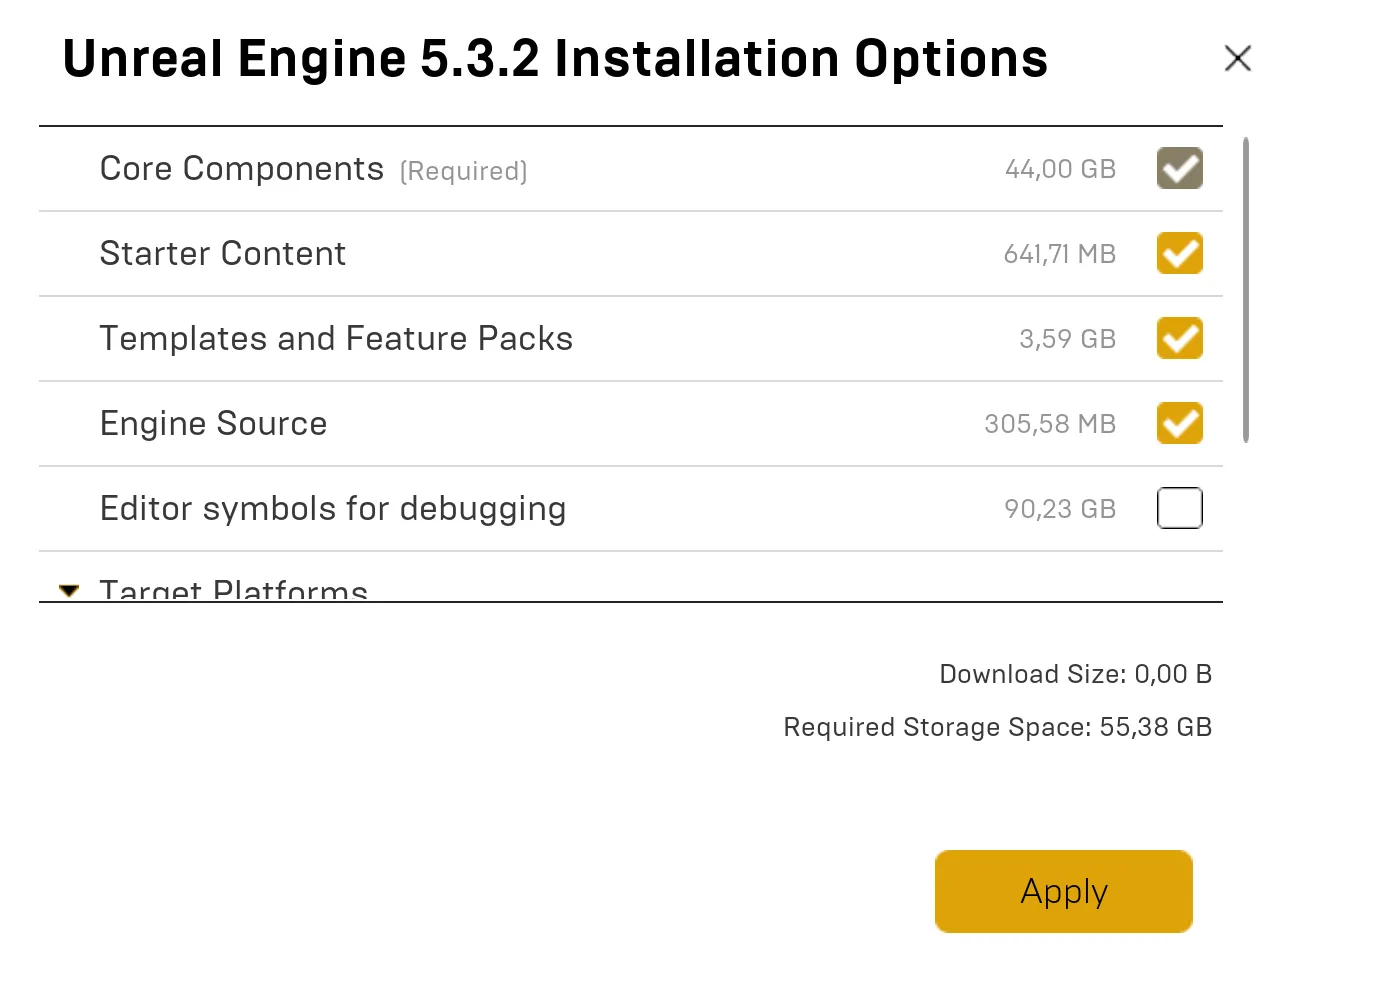 Unreal Engine 5.3.2 Installation Options
Core Components (Required) 44,00 GB
Starter Content 641,71 MB
Templates and Feature Packs 3,59 GB
Engine Source 305,58 MB
Editor symbols for debugging 90,23 GB
Target Platforms
Download Size: 0,00 B
Required Storage Space: 55,38 GB
Apply